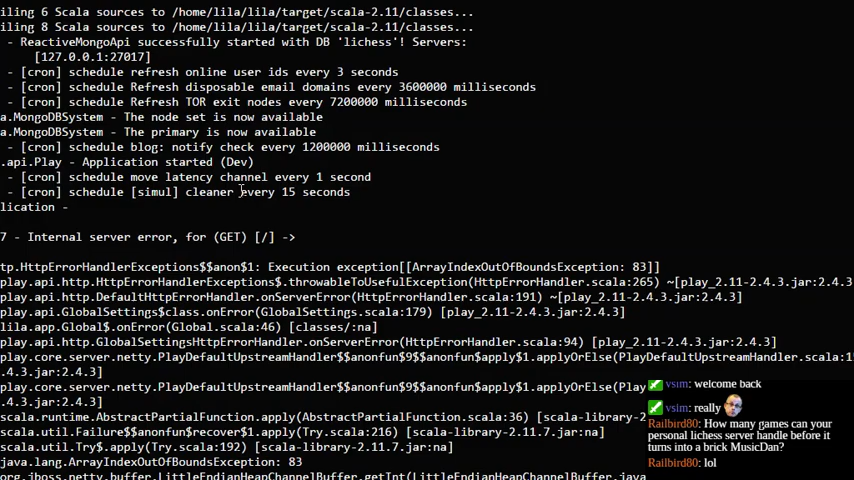 iling 6 Scala sources to /home/lila/lila/target/scala-2.11/classes...
iling 8 Scala sources to /home/lila/lila/target/scala-2.11/classes...
- ReactiveMongoApi successfully started with DB 'lichess'! Servers:
[127.0.0.1:27017]
- [cron] schedule refresh online user ids every 3 seconds
- [cron] schedule Refresh disposable email domains every 3600000 milliseconds
- [cron] schedule Refresh TOR exit nodes every 7200000 milliseconds
a.MongoDBSystem - The node set is now available
a.MongoDBSystem - The primary is now available
- [cron] schedule blog: notify check every 1200000 milliseconds
.api.Play - Application started (Dev)
- [cron] schedule move latency channel every 1 second
- [cron] schedule [simul] cleaner every 15 seconds
lication -
7 - Internal server error, for (GET) [/] ->
tp.HttpErrorHandlerExceptions$$anon$1: Execution exception[[ArrayIndexOutOfBoundsException: 83]]
play.api.http.HttpErrorHandlerExceptions$.throwableToUsefulException(HttpErrorHandler.scala:265) ~[play_2.11-2.4.3.jar:2.4.3
play.api.http.DefaultHttpErrorHandler.onServerError(HttpErrorHandler.scala:191) ~[play_2.11-2.4.3.jar:2.4.3]
play.api.GlobalSettings$class.onError(GlobalSettings.scala:179) [play_2.11-2.4.3.jar:2.4.3]
lila.app.Global$.onError(Global.scala:46) [classes/:na]
play.api.http.GlobalSettingsHttpErrorHandler.onServerError(HttpErrorHandler.scala:94) [play_2.11-2.4.3.jar:2.4.3]
play.core.server.netty.PlayDefaultUpstreamHandler$$anonfun$9$$anonfun$apply$1.applyOrElse(PlayDefaultUpstreamHandler.scala:1
.4.3.jar:2.4.3]
play.core.server.netty.PlayDefaultUpstreamHandler$$anonfun$9$$anonfun$apply$1.applyOrElse(Play
.4.3.jar:2.4.3]
scala.runtime.AbstractPartialFunction.apply(AbstractPartialFunction.scala:36) [scala-library-2
scala.util.Failure$$anonfun$recover$1.apply(Try.scala:216) [scala-library-2.11.7.jar:na]
scala.util.Try$.apply(Try.scala:192) [scala-library-2.11.7.jar:na]
java.lang.ArrayIndexOutOfBoundsException: 83
org.jboss.netty.buffer.LittleEndianHeapChannelBuffer.getInt(LittleEndianHeapChannelBuffer.java
vsim: welcome back
vsim: really
Railbird80: How many games can your
personal lichess server handle before it
turns into a brick MusicDan?
Railbird80: lol